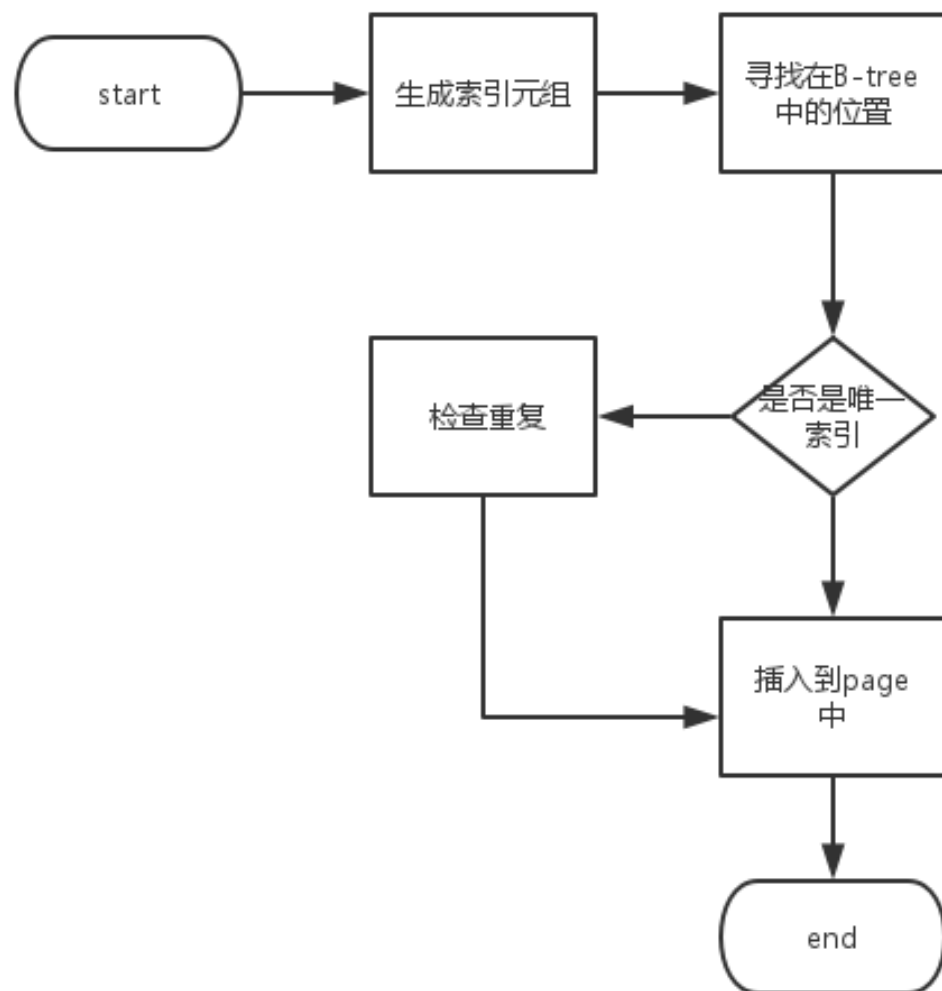 start
生成索引元组
寻找在B-tree
中的位置
是否是唯一
索引
检查重复
插入到page
中
end